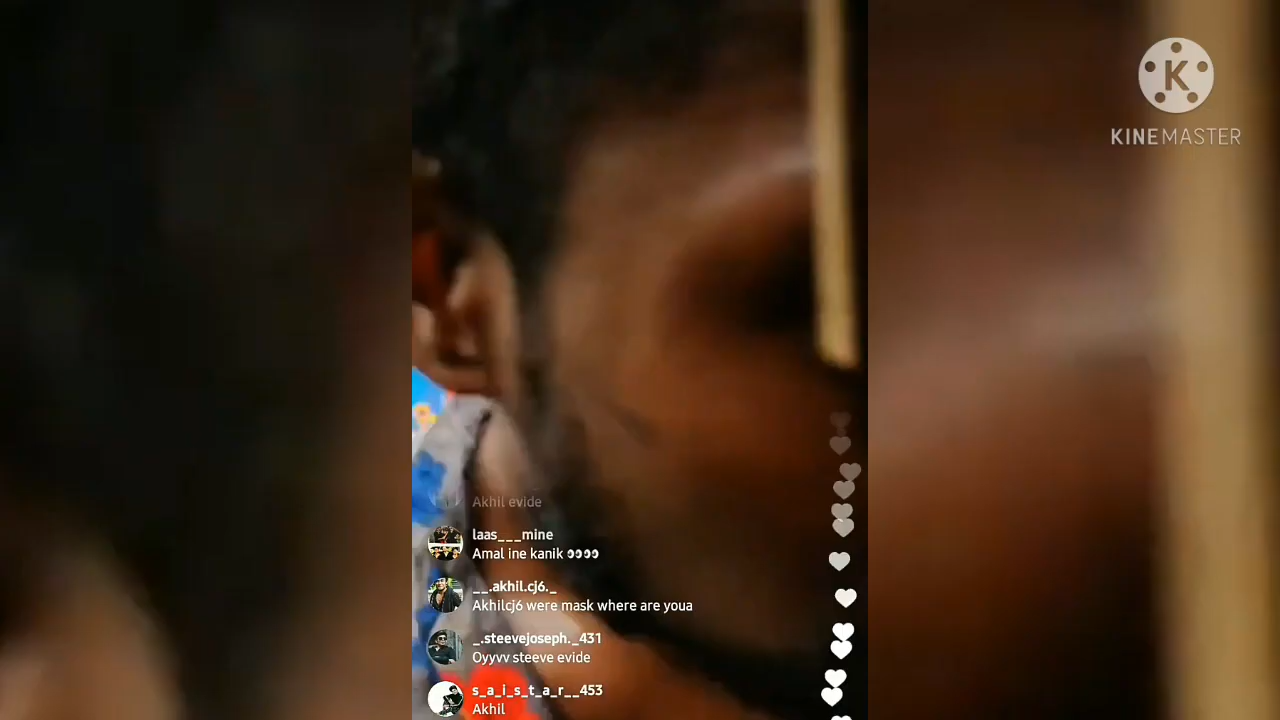 K
KINEMASTER
Akhil evide
laas___mine
Amal ine kanik 👀👀
__.akhil.cj6._
Akhilcj6 were mask where are youa
_.steevejoseph._431
Oyyvv steeve evide
s_a_i_s_t_a_r__453
Akhil